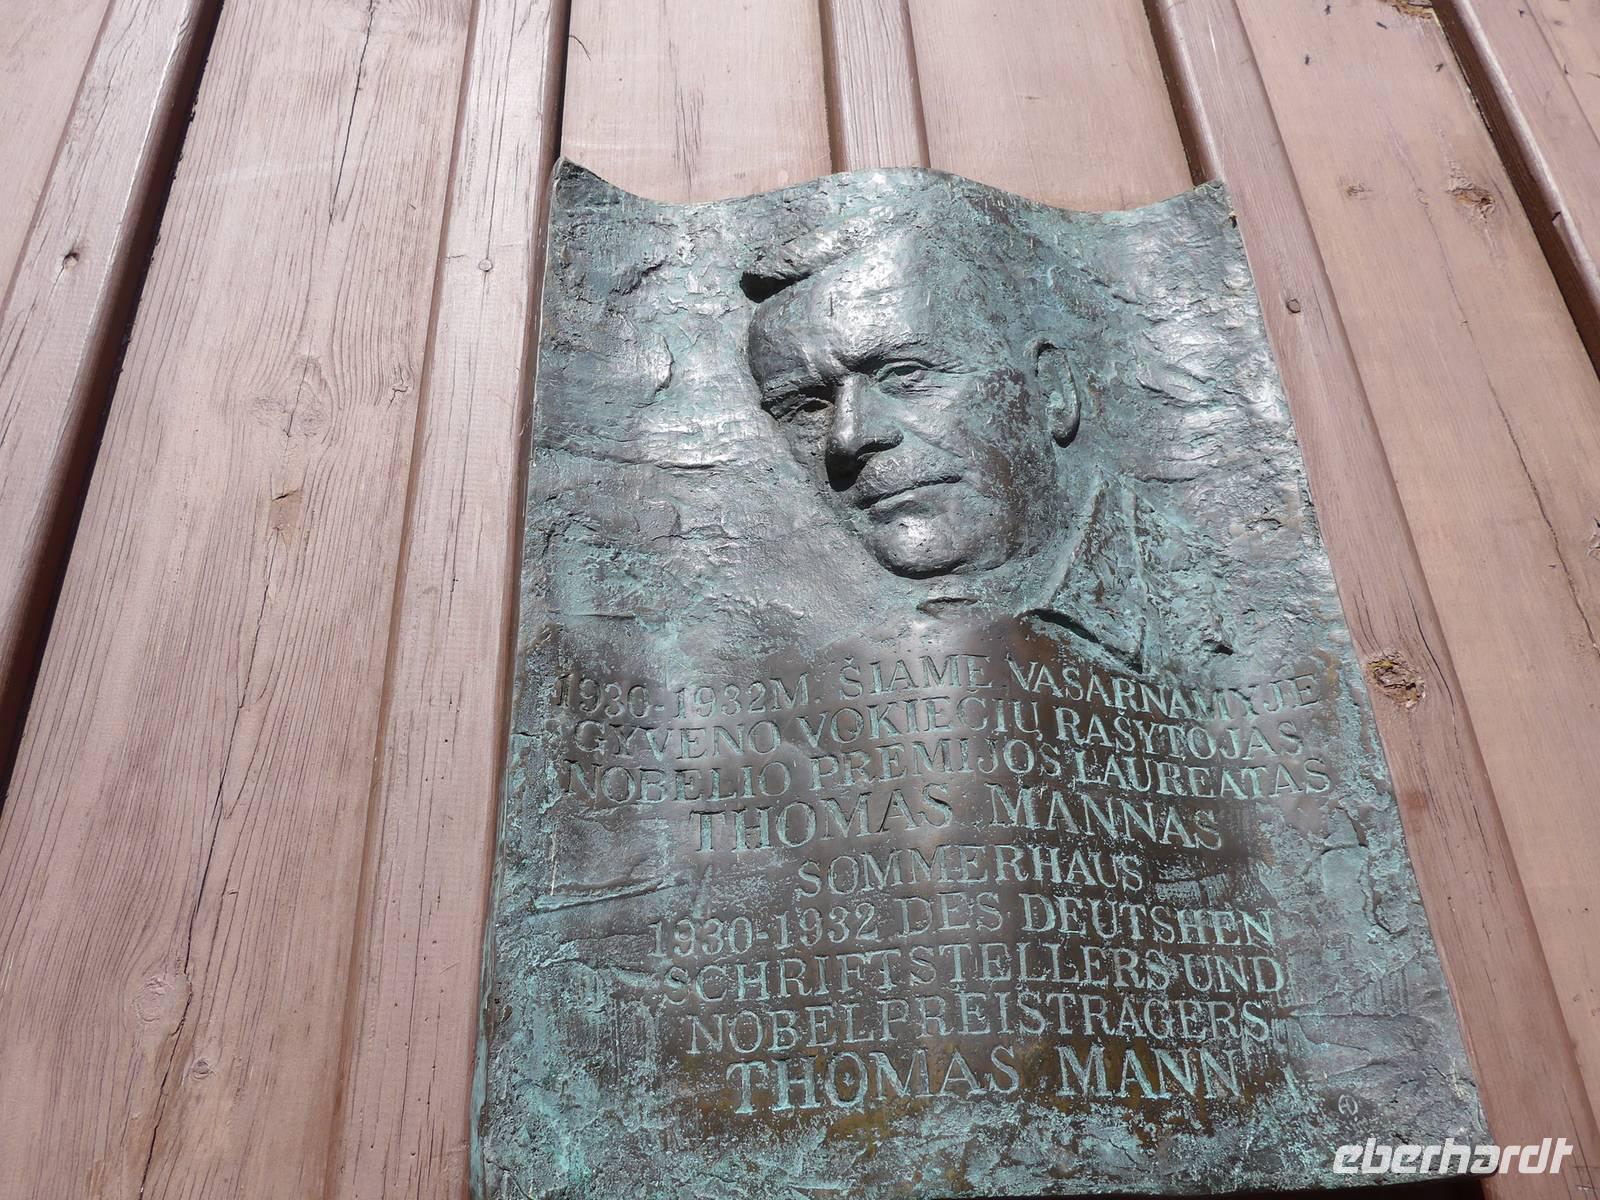 1930-1932M. ŠIAME VASARNAMYJE
GYVENO VOKIEČIŲ RAŠYTOJAS
NOBELIO PREMIJOS LAUREATAS
THOMAS MANNAS
SOMMERHAUS
1930-1932 DES DEUTSHEN
SCHRIFTSTELLERS UND
NOBELPREISTRAGERS
THOMAS MANN
eberhardt